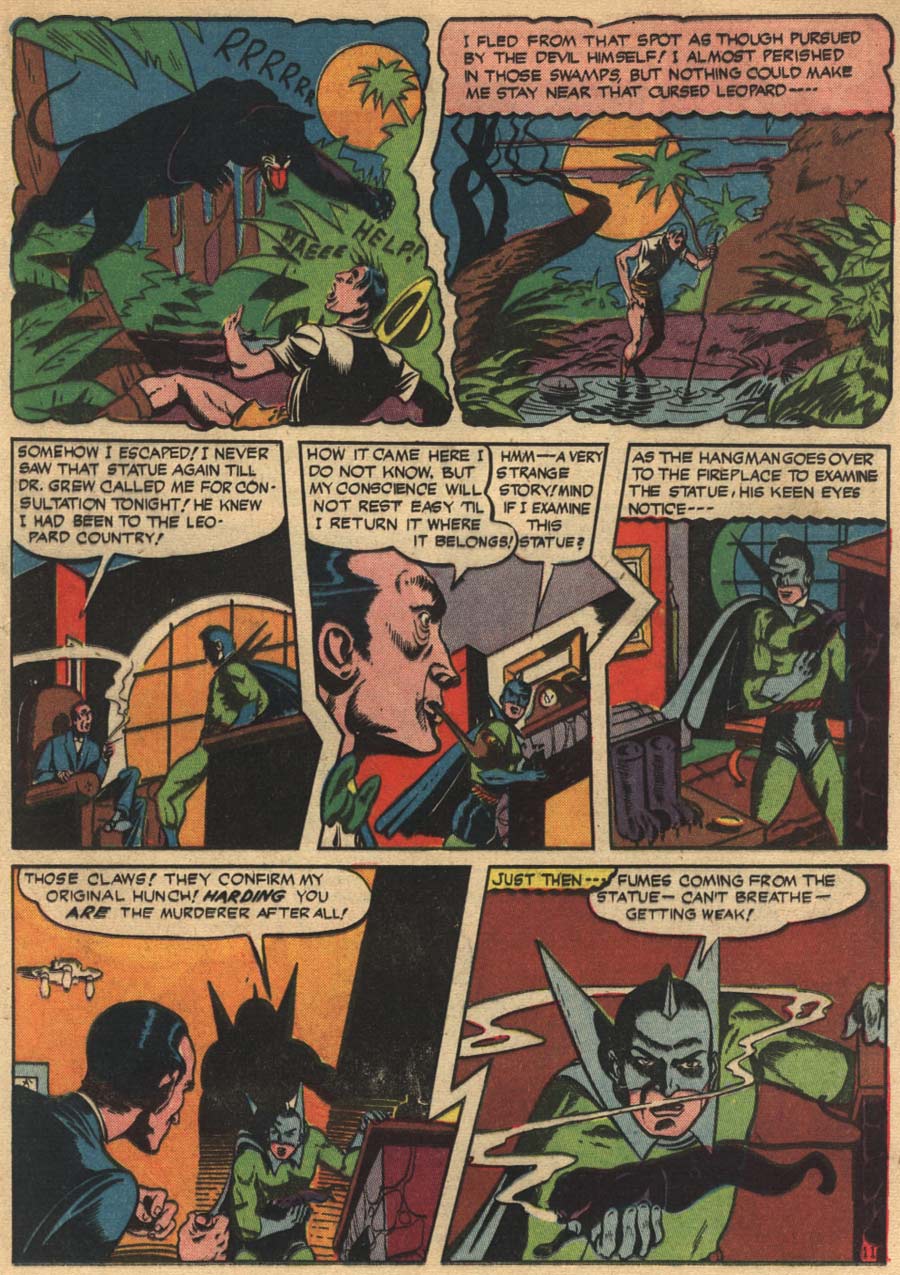 RRRRRR
HAEEE HELP!
I FLED FROM THAT SPOT AS THOUGH PURSUED
BY THE DEVIL HIMSELF! I ALMOST PERISHED
IN THOSE SWAMPS, BUT NOTHING COULD MAKE
ME STAY NEAR THAT CURSED LEOPARD----
SOMEHOW I ESCAPED! I NEVER
SAW THAT STATUE AGAIN TILL
DR. GREW CALLED ME FOR CON-
SULTATION TONIGHT! HE KNEW
I HAD BEEN TO THE LEO-
PARD COUNTRY!
HOW IT CAME HERE I
DO NOT KNOW. BUT
MY CONSCIENCE WILL
NOT REST EASY 'TIL
I RETURN IT WHERE
IT BELONGS!
HMM--A VERY
STRANGE
STORY! MIND
IF I EXAMINE
THIS
STATUE?
AS THE HANGMAN GOES OVER
TO THE FIREPLACE TO EXAMINE
THE STATUE, HIS KEEN EYES
NOTICE---
THOSE CLAWS! THEY CONFIRM MY
ORIGINAL HUNCH! HARDING YOU
ARE THE MURDERER AFTER ALL!
JUST THEN---
FUMES COMING FROM THE
STATUE- CAN'T BREATHE-
GETTING WEAK!
11